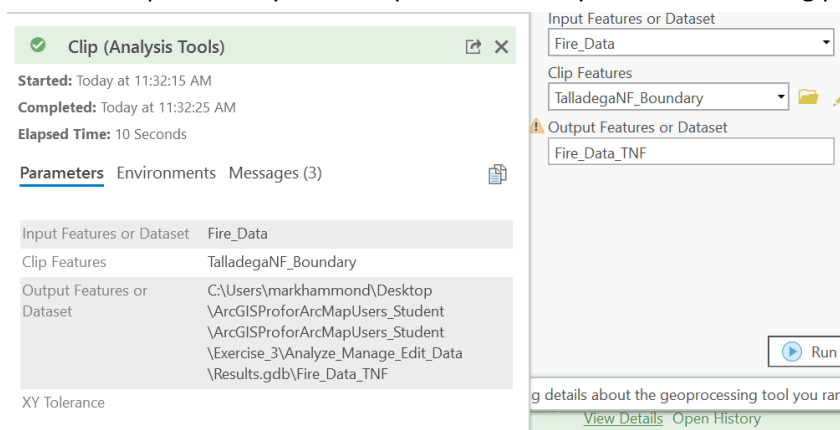 Clip (Analysis Tools)
Started: Today at 11:32:15 AM
Completed: Today at 11:32:25 AM
Elapsed Time: 10 Seconds
Parameters Environments Messages (3)
Input Features or Dataset Fire_Data
Clip Features TalladegaNF_Boundary
Output Features or Dataset C:\Users\markhammond\Desktop
\ArcGISProforArcMapUsers_Student
\ArcGISProforArcMapUsers_Student
\Exercise_3\Analyze_Manage_Edit_Data
\Results.gdb\Fire_Data_TNF
XY Tolerance
Input Features or Dataset
Fire_Data
Clip Features
TalladegaNF_Boundary
Output Features or Dataset
Fire_Data_TNF
Run
g details about the geoprocessing tool you ran
View Details Open History